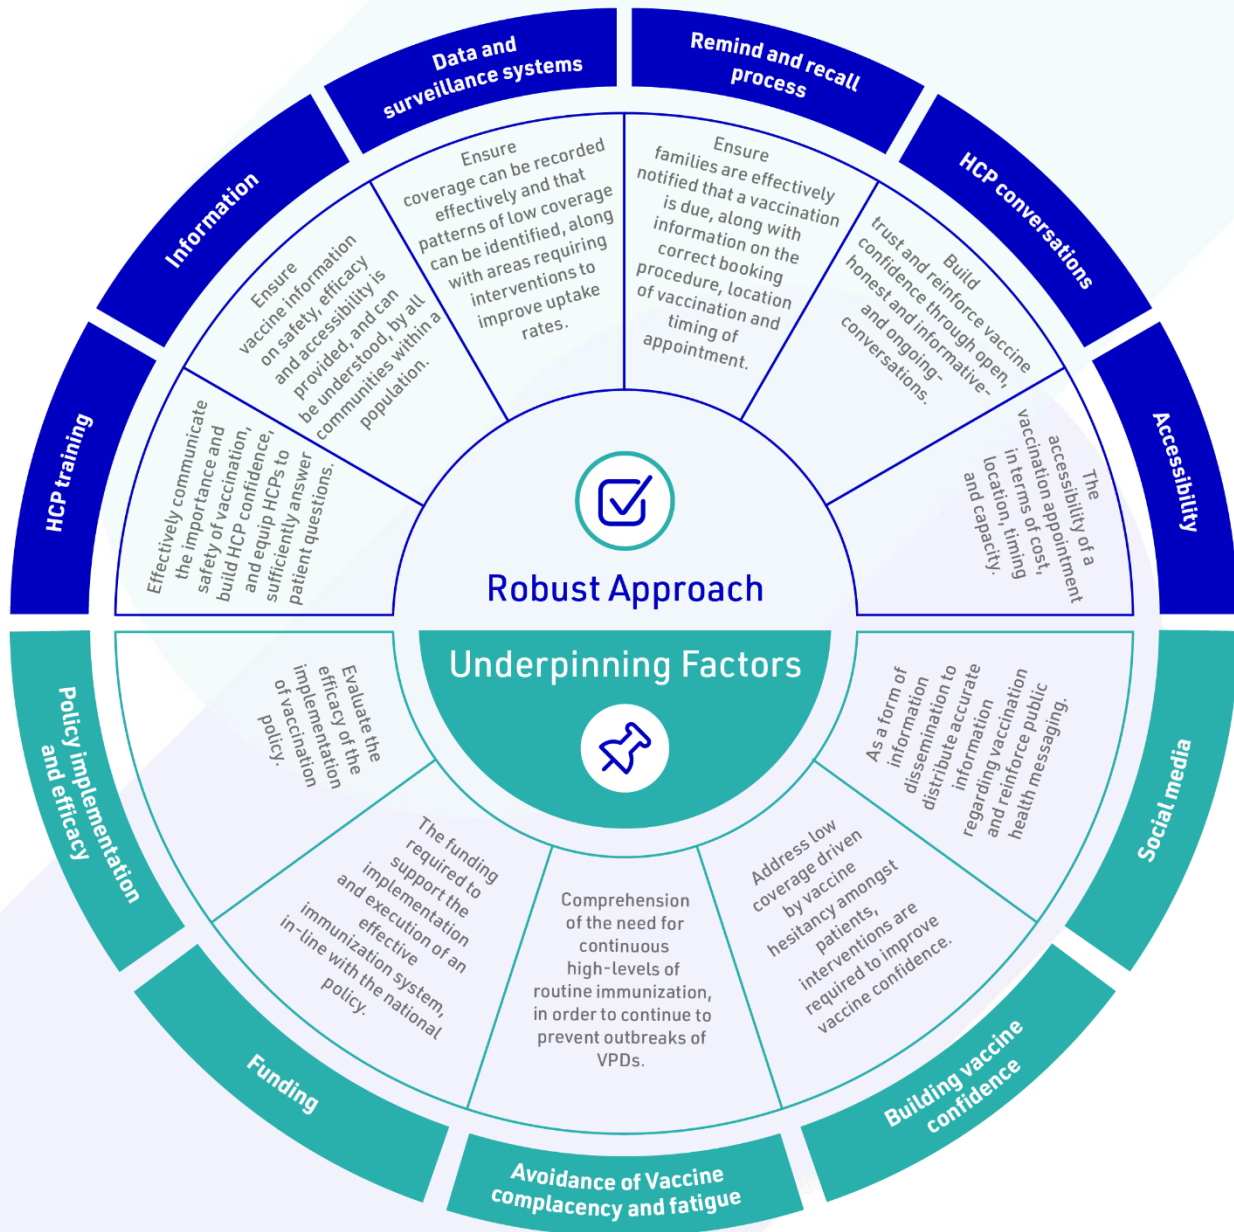 Data and
surveillance systems
Ensure
coverage can be recorded
effectively and that
patterns of low coverage
can be identified, along
with areas requiring
interventions to
improve uptake
rates.
Remind and recall
process
Ensure
families are effectively
notified that a vaccination
is due, along with
information on the
correct booking
procedure, location
of vaccination and
timing of
appointment.
HCP conversations
Build
trust and reinforce vaccine
confidence through open,
honest and informative-
and ongoing-
conversations.
Accessibility
The
accessibility of a
vaccination appointment
in terms of cost,
location, timing
and capacity.
Information
Ensure
vaccine information
on safety, efficacy
and accessibility is
provided, and can
be understood, by all
communities within a
population.
HCP training
Effectively communicate
the importance and
safety of vaccination,
build HCP confidence,
and equip HCPs to
sufficiently answer
patient questions.
Robust Approach
Underpinning Factors
Social media
As a form of
information
dissemination to
distribute accurate
information
regarding vaccination
and reinforce public
health messaging.
Building vaccine
confidence
Address low
coverage driven
by vaccine
hesitancy amongst
patients,
interventions are
required to improve
vaccine confidence.
Avoidance of Vaccine
complacency and fatigue
Comprehension
of the need for
continuous
high-levels of
routine immunization,
in order to continue to
prevent outbreaks of
VPDs.
Funding
The funding
required to
support the
implementation
and execution of an
effective
immunization system,
in-line with the national
policy.
Policy implementation
and efficacy
Evaluate the
efficacy of the
implementation
of vaccination
policy.